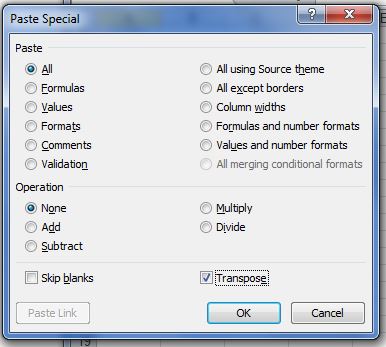 Paste Special
Paste
All
All using Source theme
Formulas
All except borders
Values
Column widths
Formats
Formulas and number formats
Comments
Values and number formats
Validation
All merging conditional formats
Operation
None
Multiply
Add
Divide
Subtract
Skip blanks
Transpose
Paste Link
OK
Cancel
19